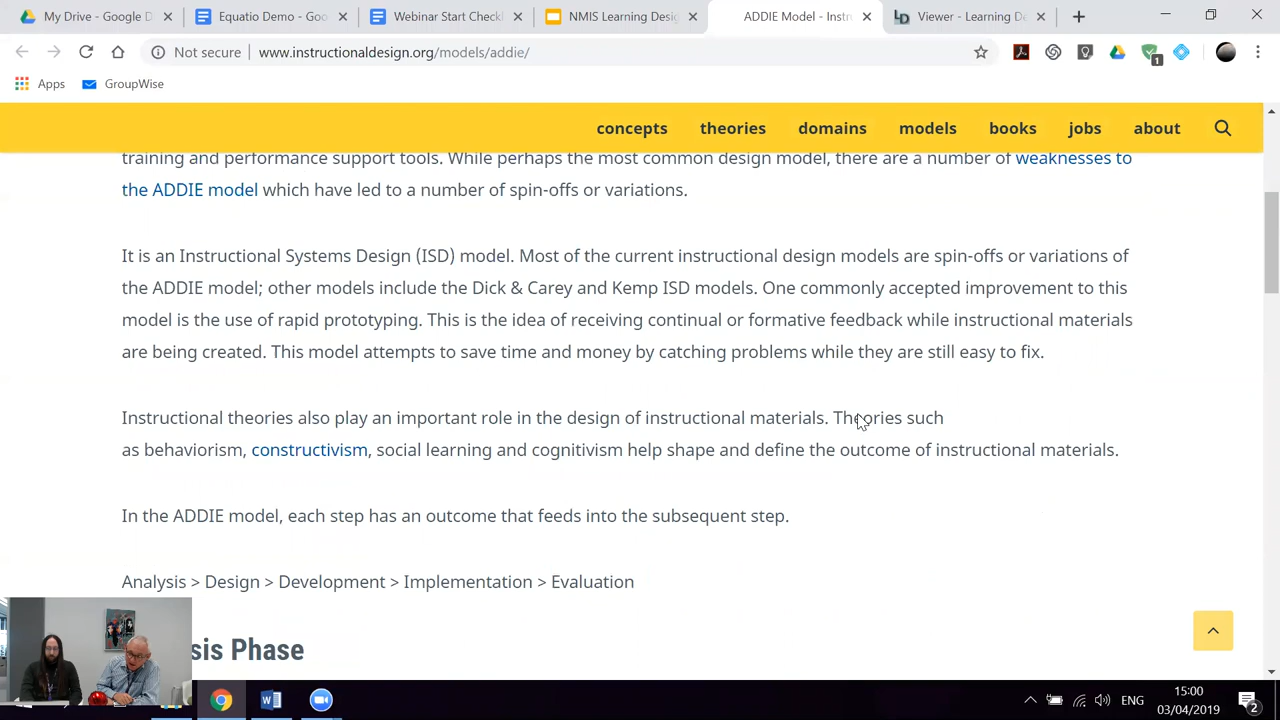 My Drive - Google D
Equatio Demo - Goo
Webinar Start Checkl
NMIS Learning Desig
ADDIE Model - Instru
Viewer - Learning De
Not secure
www.instructionaldesign.org/models/addie/
1
Apps
GroupWise
concepts theories domains models books jobs about
training and performance support tools. While perhaps the most common design model, there are a number of weaknesses to
the ADDIE model which have led to a number of spin-offs or variations.
It is an Instructional Systems Design (ISD) model. Most of the current instructional design models are spin-offs or variations of
the ADDIE model; other models include the Dick & Carey and Kemp ISD models. One commonly accepted improvement to this
model is the use of rapid prototyping. This is the idea of receiving continual or formative feedback while instructional materials
are being created. This model attempts to save time and money by catching problems while they are still easy to fix.
Instructional theories also play an important role in the design of instructional materials. Theories such
as behaviorism, constructivism, social learning and cognitivism help shape and define the outcome of instructional materials.
In the ADDIE model, each step has an outcome that feeds into the subsequent step.
Analysis > Design > Development > Implementation > Evaluation
sis Phase
ENG
15:00
03/04/2019
2